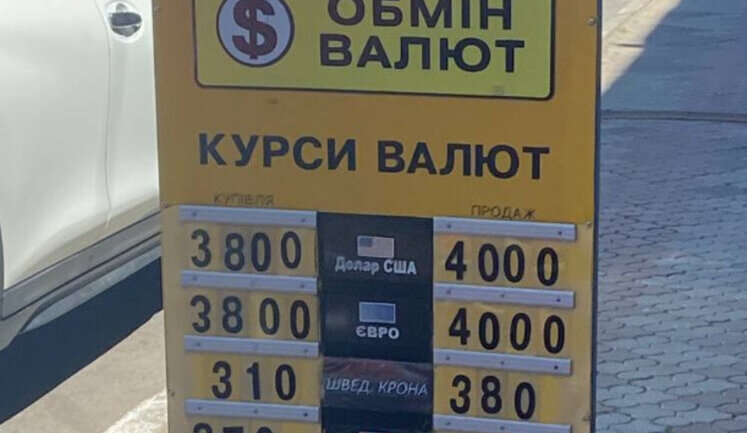 $ ОБМІН
ВАЛЮТ
КУРСИ ВАЛЮТ
КУПІВЛЯ ПРОДАЖ
3800 Долар США 4000
3800 ЄВРО 4000
310 ШВЕД. КРОНА 380